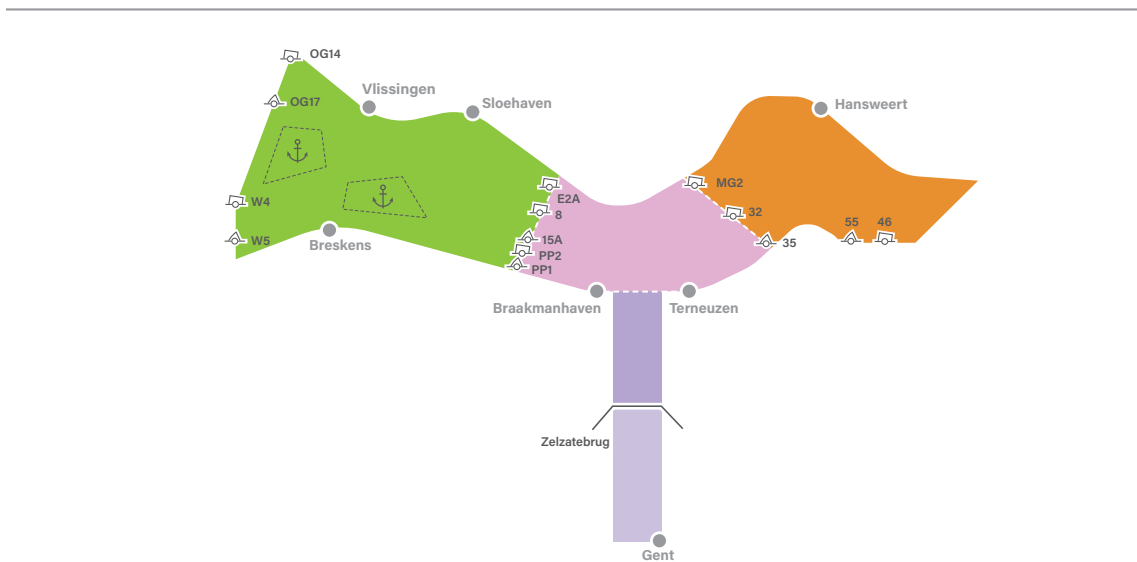 OG14
Vlissingen
OG17
Sloehaven
Hansweert
MG2
E2A
W4
8
32
55
46
W5
Breskens
15A
35
PP2
PP1
Braakmanhaven
Terneuzen
Zelzatebrug
Gent